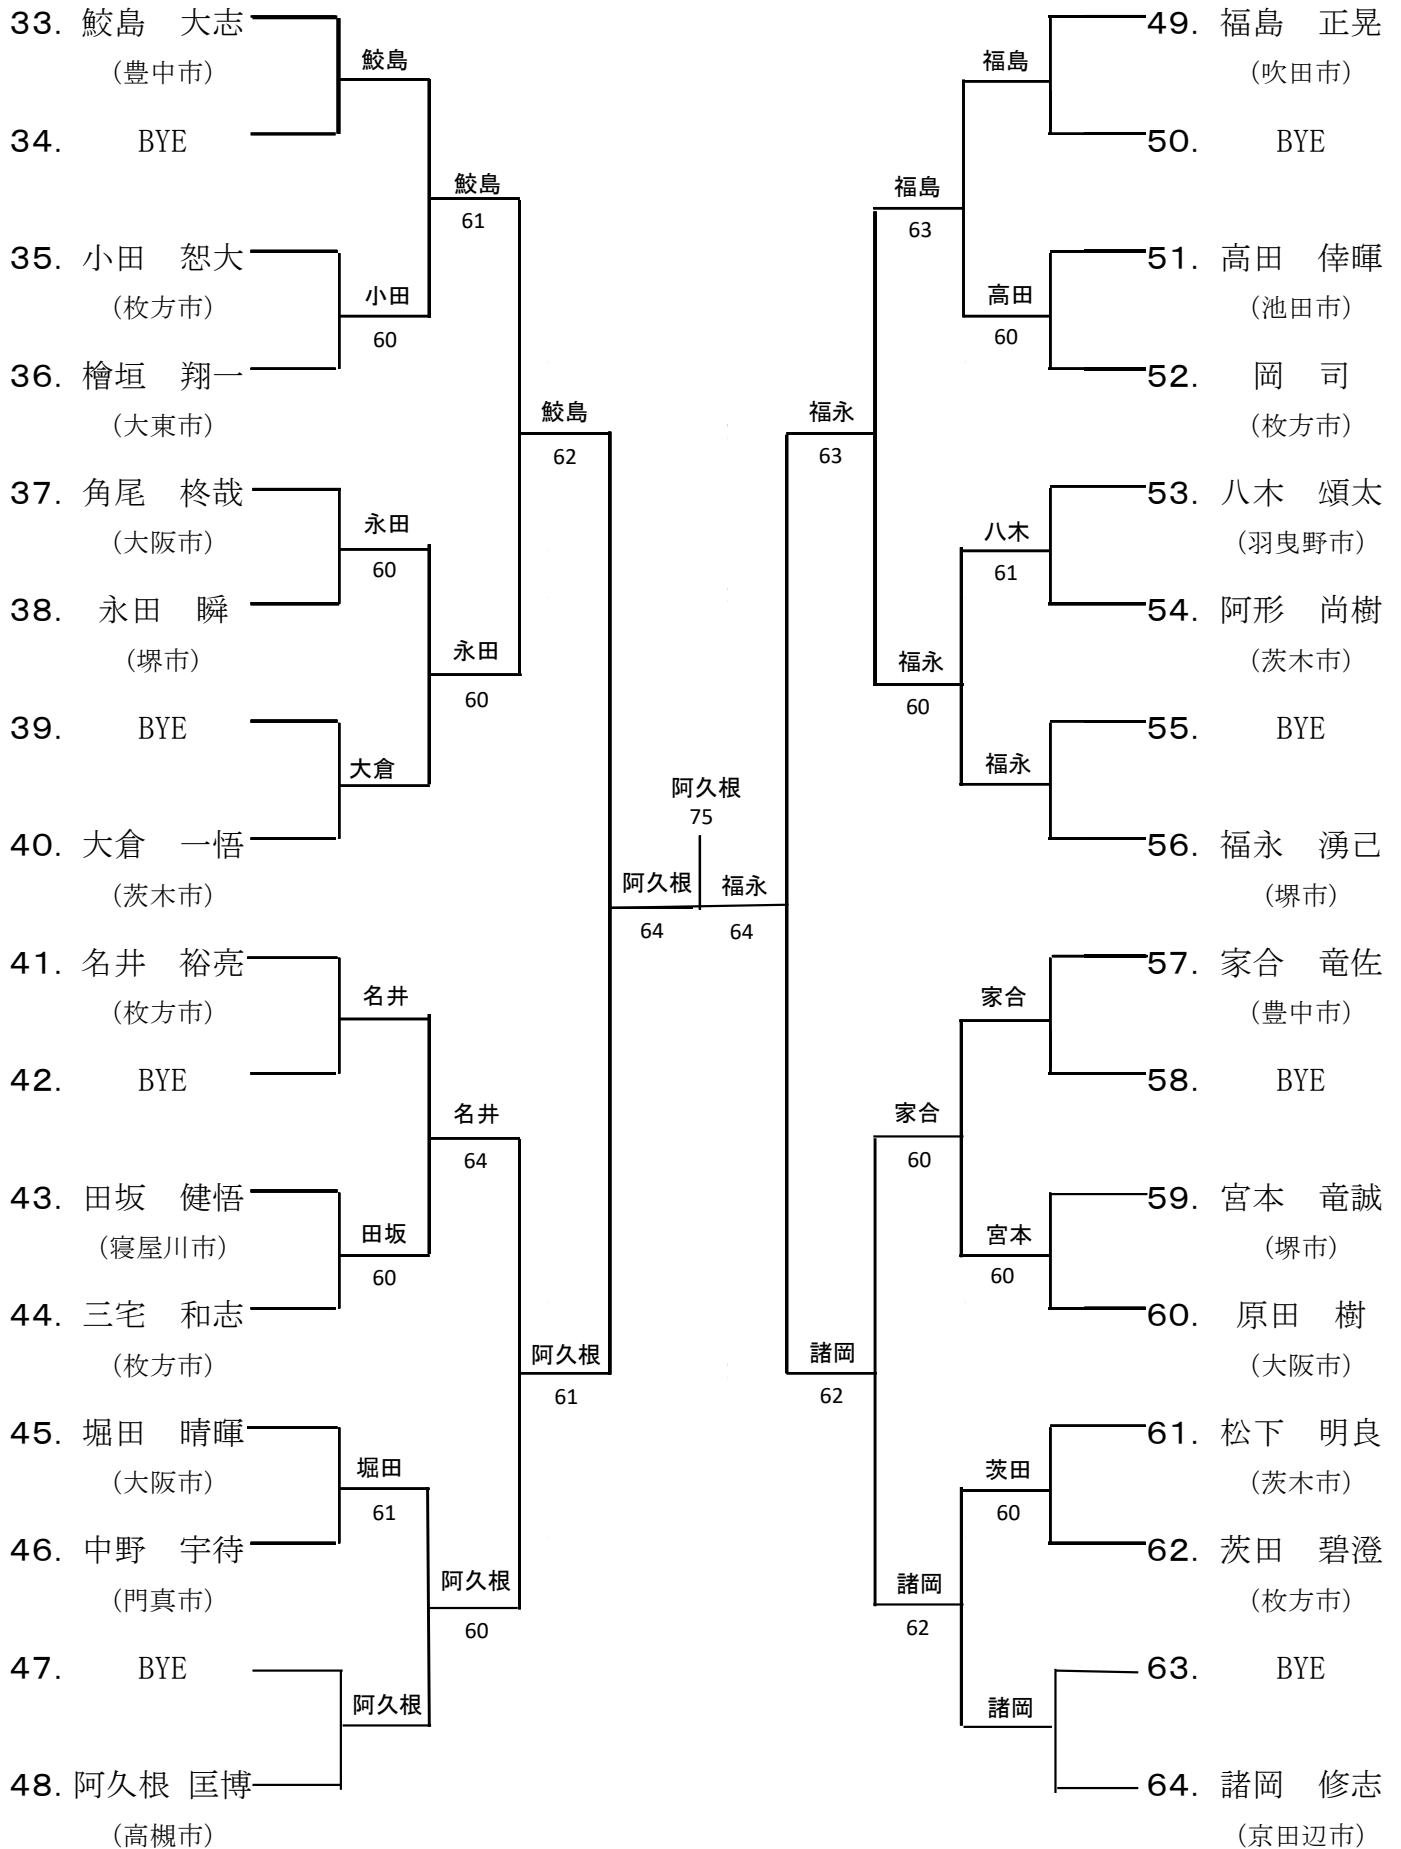 33. 鮫島　大志
（豊中市）
34. BYE
35. 小田　恕大
（枚方市）
36. 檜垣　翔一
（大東市）
37. 角尾　柊哉
（大阪市）
38. 永田　瞬
（堺市）
39. BYE
40. 大倉　一悟
（茨木市）
41. 名井　裕亮
（枚方市）
42. BYE
43. 田坂　健悟
（寝屋川市）
44. 三宅　和志
（枚方市）
45. 堀田　晴暉
（大阪市）
46. 中野　宇待
（門真市）
47. BYE
48. 阿久根 匡博
（高槻市）
鮫島
小田
60
永田
60
大倉
名井
田坂
60
堀田
61
阿久根
鮫島
61
永田
60
名井
64
阿久根
60
鮫島
62
阿久根
61
阿久根
64
阿久根
75
福永
64
福永
63
諸岡
62
福島
63
福永
60
家合
60
諸岡
62
福島
高田
60
八木
61
福永
家合
宮本
60
茨田
60
諸岡
49. 福島　正晃
（吹田市）
50. BYE
51. 高田　倖暉
（池田市）
52. 岡　司
（枚方市）
53. 八木　頌太
（羽曳野市）
54. 阿形　尚樹
（茨木市）
55. BYE
56. 福永　湧己
（堺市）
57. 家合　竜佐
（豊中市）
58. BYE
59. 宮本　竜誠
（堺市）
60. 原田　樹
（大阪市）
61. 松下　明良
（茨木市）
62. 茨田　碧澄
（枚方市）
63. BYE
64. 諸岡　修志
（京田辺市）